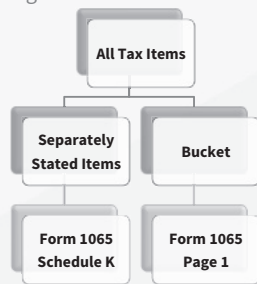 All Tax Items
Separately
Stated Items
Bucket
Form 1065
Schedule K
Form 1065
Page 1